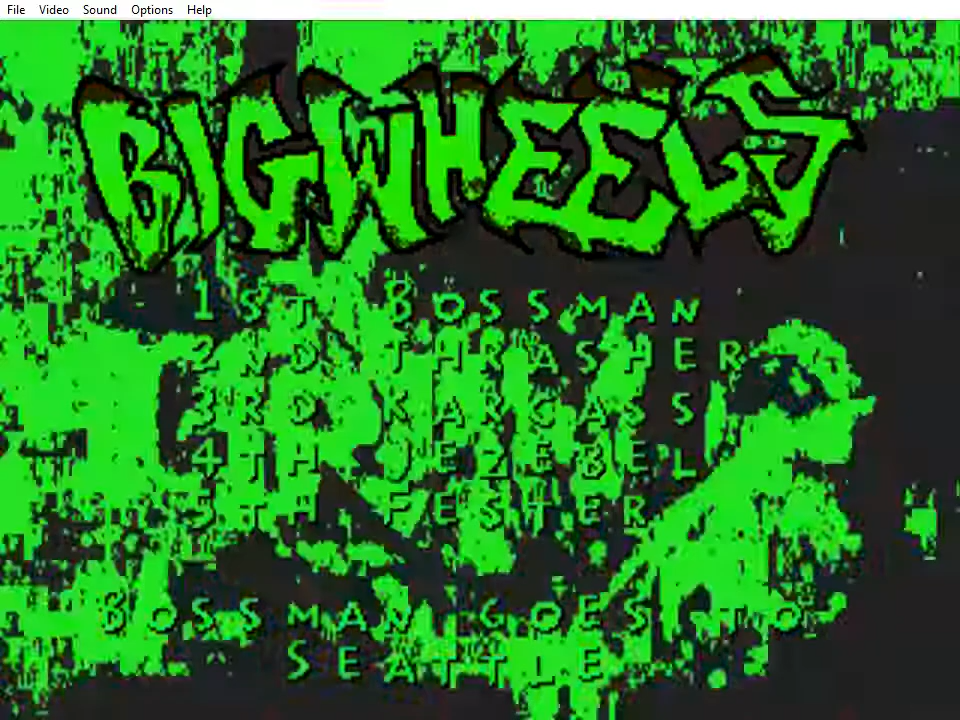 File Video Sound Options Help
BIGWHEELS
1ST BOSSMAN
2ND THRASHER
3RD KARCASS
4TH JEZEBEL
5TH FESTER
BOSSMAN GOES TO
SEATTLE